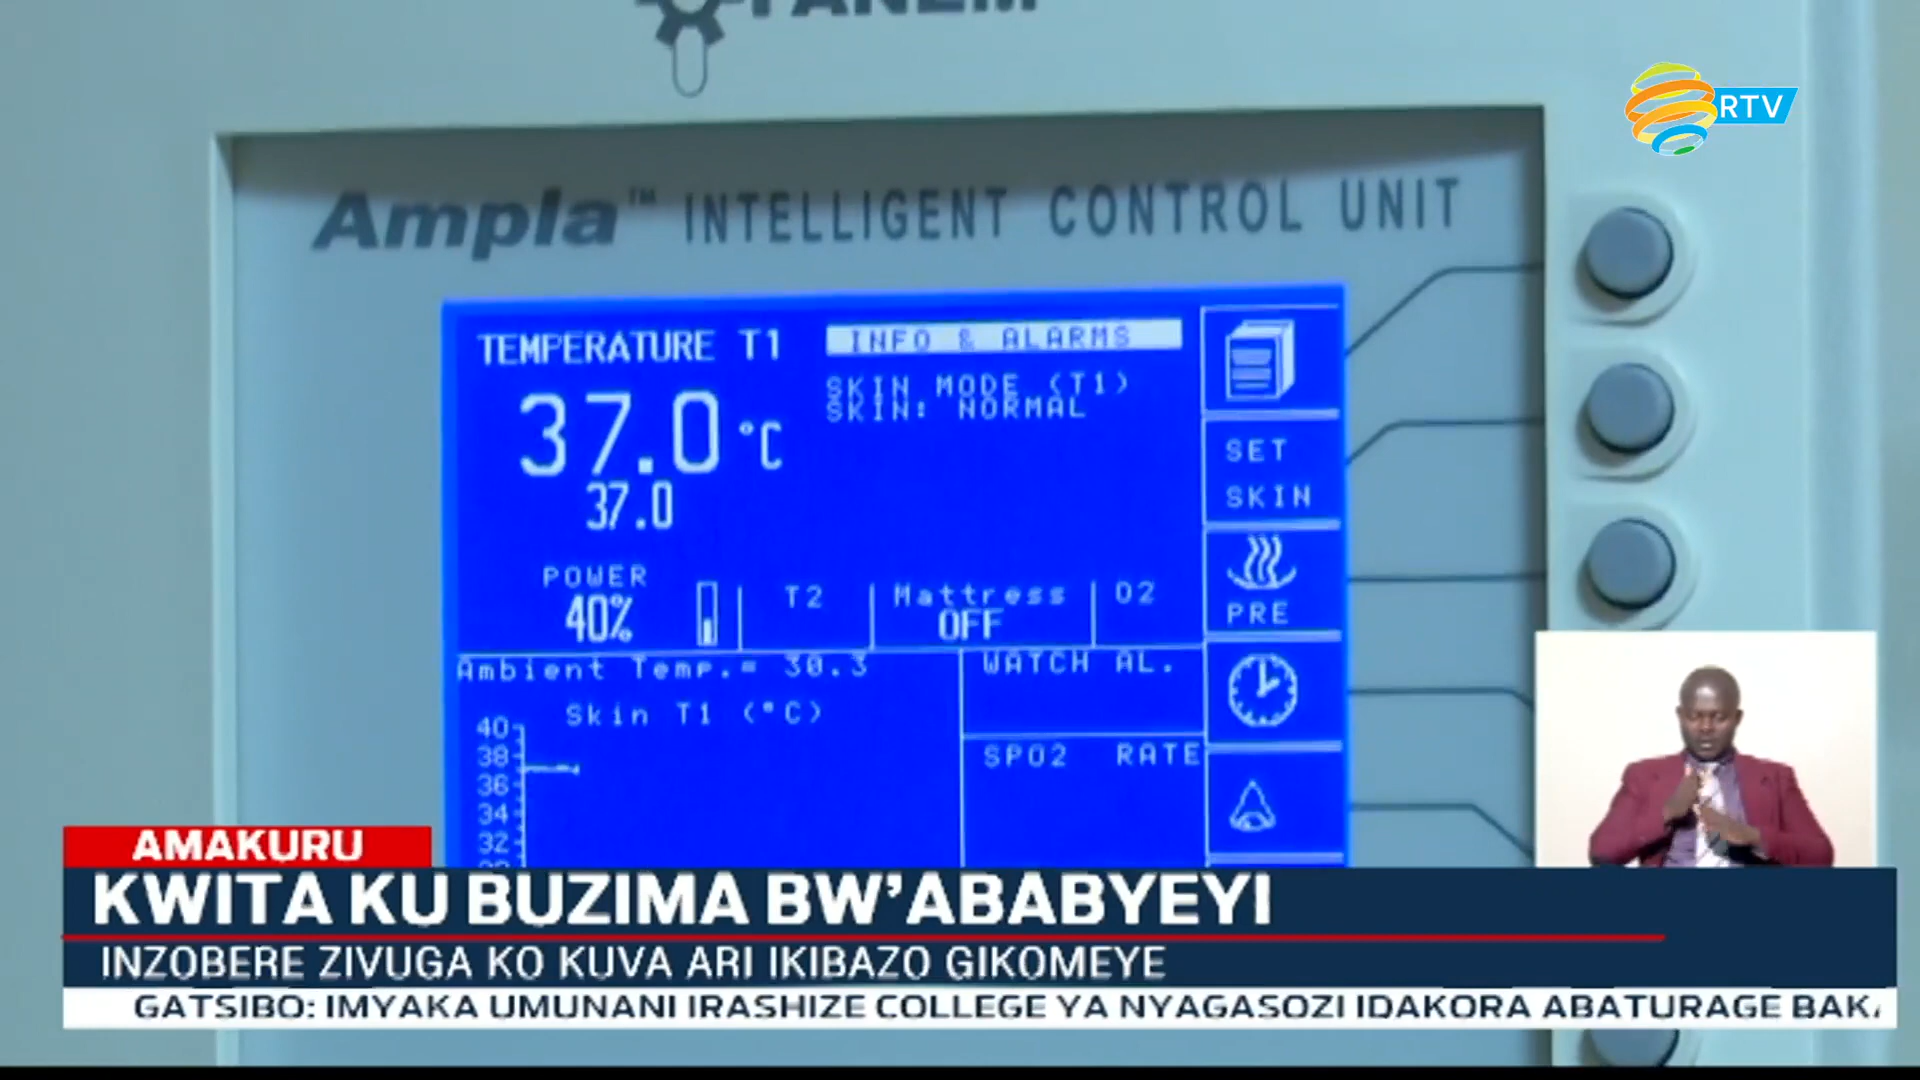 RTV
Ampla™ INTELLIGENT CONTROL UNIT
TEMPERATURE T1
37.0 °C
37.0
INFO & ALARMS
SKIN MODE (T1)
SKIN: NORMAL
SET
SKIN
PRE
POWER
40%
T2
Mattress
OFF
O2
Ambient Temp.= 30.3
Skin T1 (°C)
40
38
36
34
32
WATCH AL.
SPO2 RATE
AMAKURU
KWITA KU BUZIMA BW’ABABYEYI
INZOBERE ZIVUGA KO KUVA ARI IKIBAZO GIKOMEYE
GATSIBO: IMYAKA UMUNANI IRASHIZE COLLEGE YA NYAGASOZI IDAKORA ABATURAGE